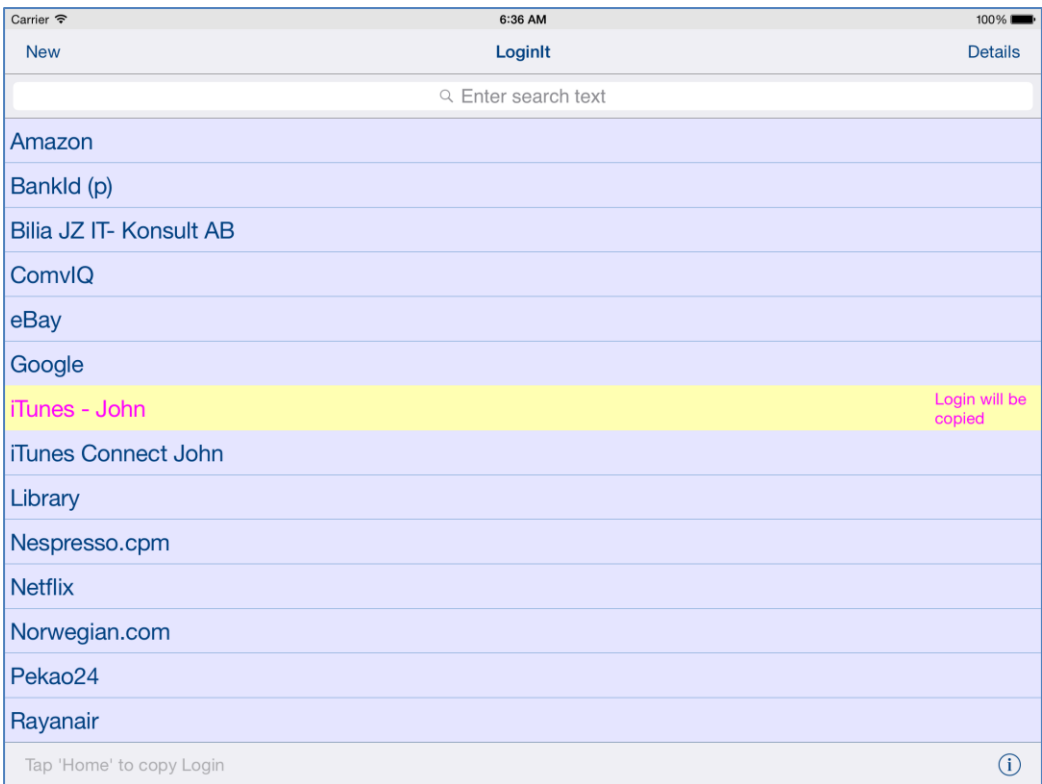 Carrier 6:36 AM 100%
New LoginIt Details
Enter search text
Amazon
BankId (p)
Bilia JZ IT- Konsult AB
ComvIQ
eBay
Google
iTunes - John Login will be
copied
iTunes Connect John
Library
Nespresso.cpm
Netflix
Norwegian.com
Pekao24
Rayanair
Tap 'Home' to copy Login i